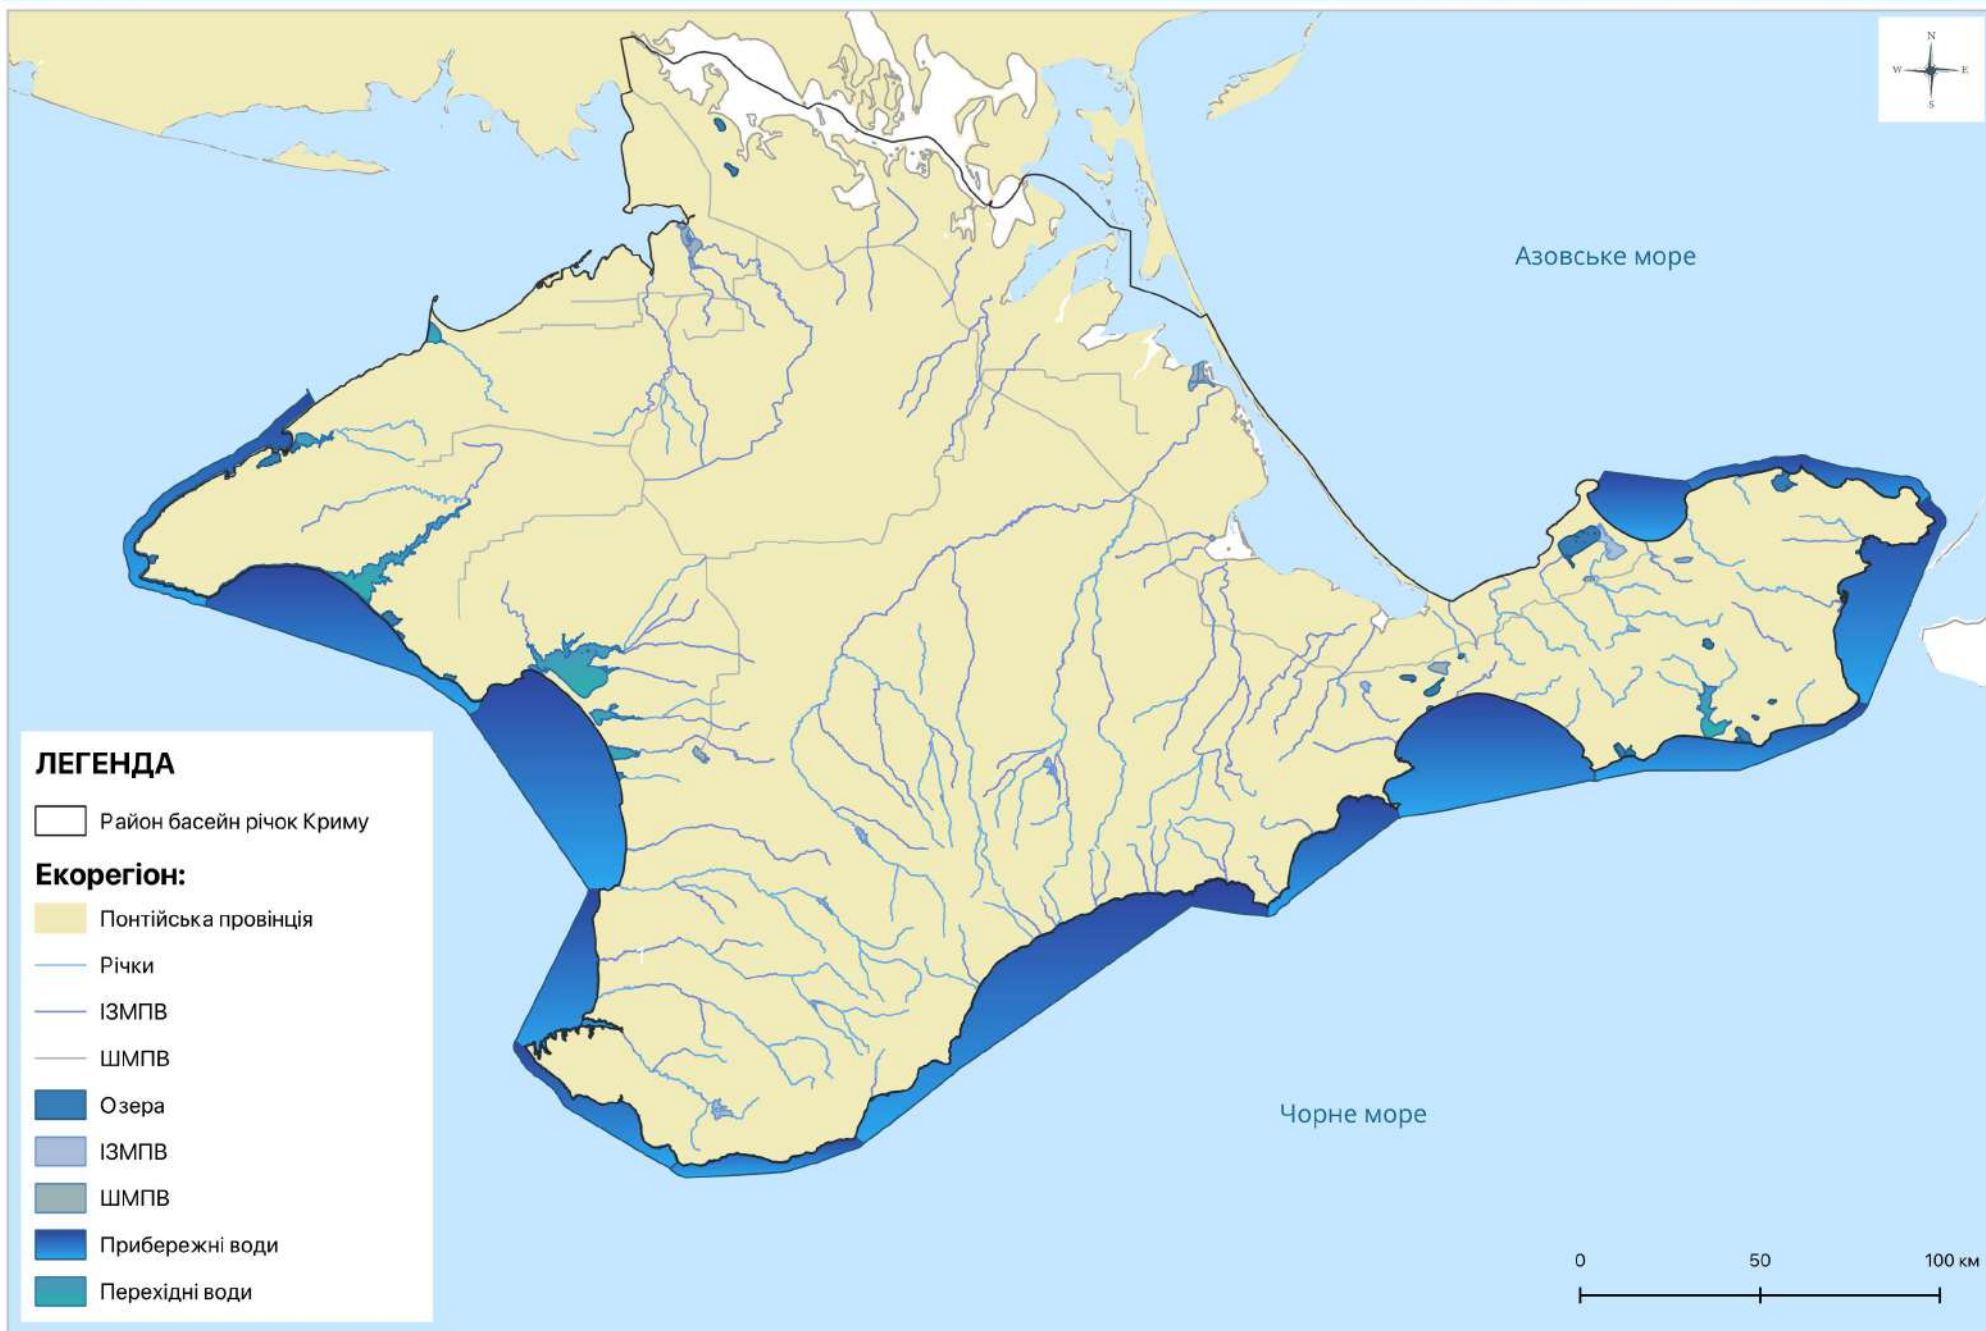 N
W E
S
Азовське море
ЛЕГЕНДА
Район басейн річок Криму
Екорегіон:
Понтійська провінція
Річки
ІЗМПВ
ШМПВ
Озера
ІЗМПВ
ШМПВ
Прибережні води
Перехідні води
Чорне море
0 50 100 км